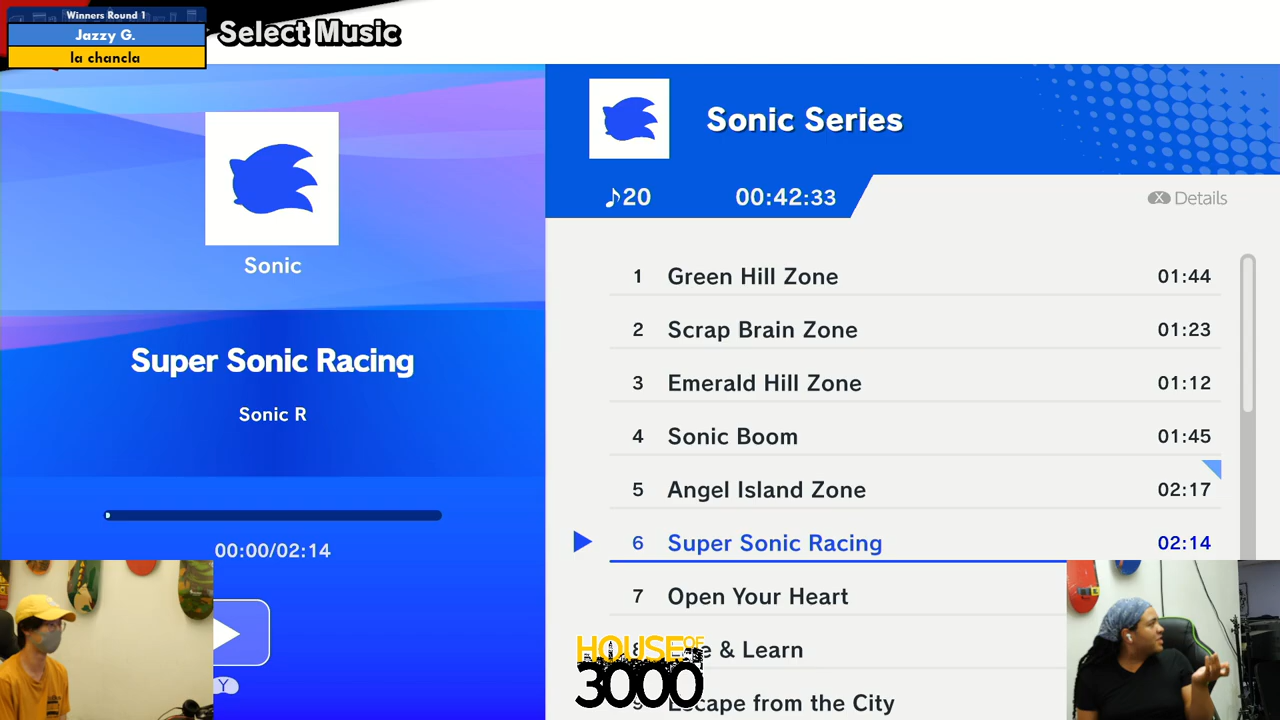 Winners Round 1
Jazzy G.
la chancla
Select Music
Sonic
Super Sonic Racing
Sonic R
00:00/02:14
Y
Sonic Series
♪20 00:42:33
X Details
1 Green Hill Zone 01:44
2 Scrap Brain Zone 01:23
3 Emerald Hill Zone 01:12
4 Sonic Boom 01:45
5 Angel Island Zone 02:17
6 Super Sonic Racing 02:14
7 Open Your Heart
& Learn
Escape from the City
HOUSE OF
3000